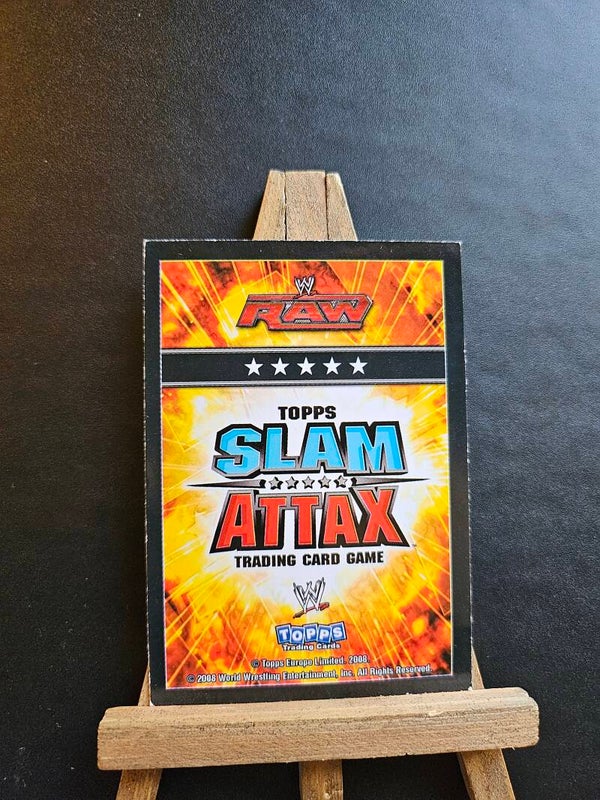 W
RAW
TOPPS
SLAM
ATTAX
TRADING CARD GAME
W
TOPPS
Trading Cards
© Topps Europe Limited. 2008.
© 2008 World Wrestling Entertainment, Inc. All Rights Reserved.